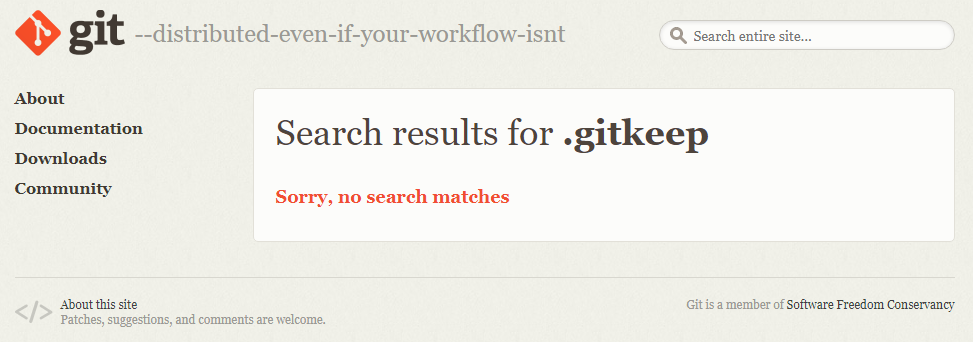 git --distributed-even-if-your-workflow-isnt
Search entire site...
About
Documentation
Downloads
Community
Search results for .gitkeep
Sorry, no search matches
</> About this site
Patches, suggestions, and comments are welcome.
Git is a member of Software Freedom Conservancy